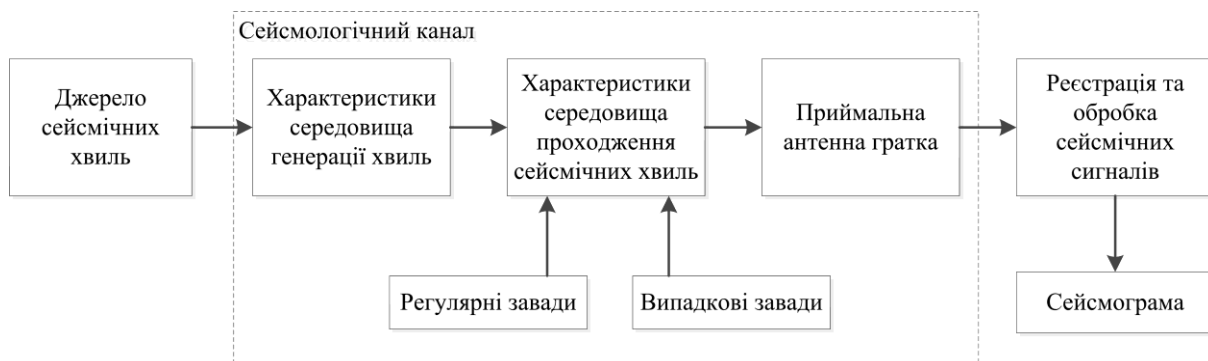 Сейсмологічний канал
Джерело
сейсмічних
хвиль
Характеристики
середовища
генерації хвиль
Характеристики
середовища
проходження
сейсмічних хвиль
Приймальна
антенна гратка
Реєстрація та
обробка
сейсмічних
сигналів
Регулярні завади
Випадкові завади
Сейсмограма